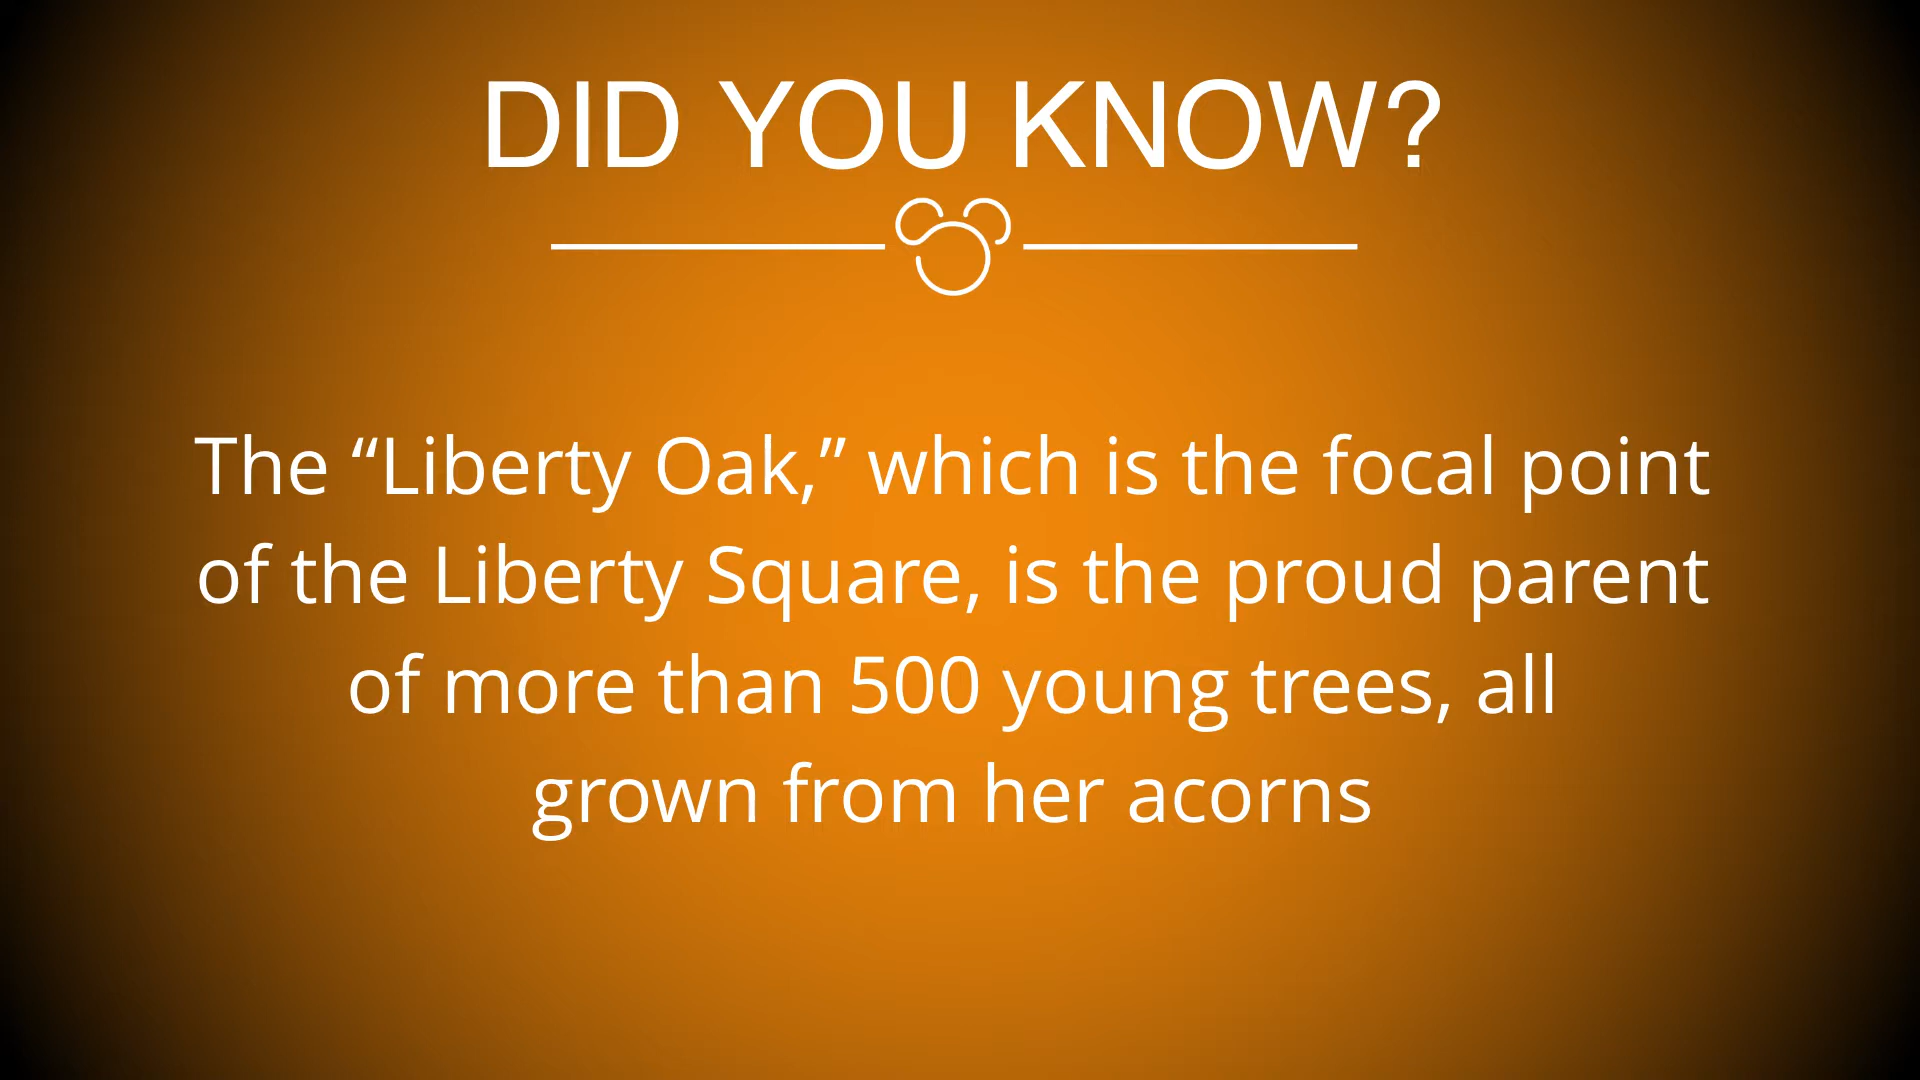 DID YOU KNOW?
The “Liberty Oak,” which is the focal point
of the Liberty Square, is the proud parent
of more than 500 young trees, all
grown from her acorns